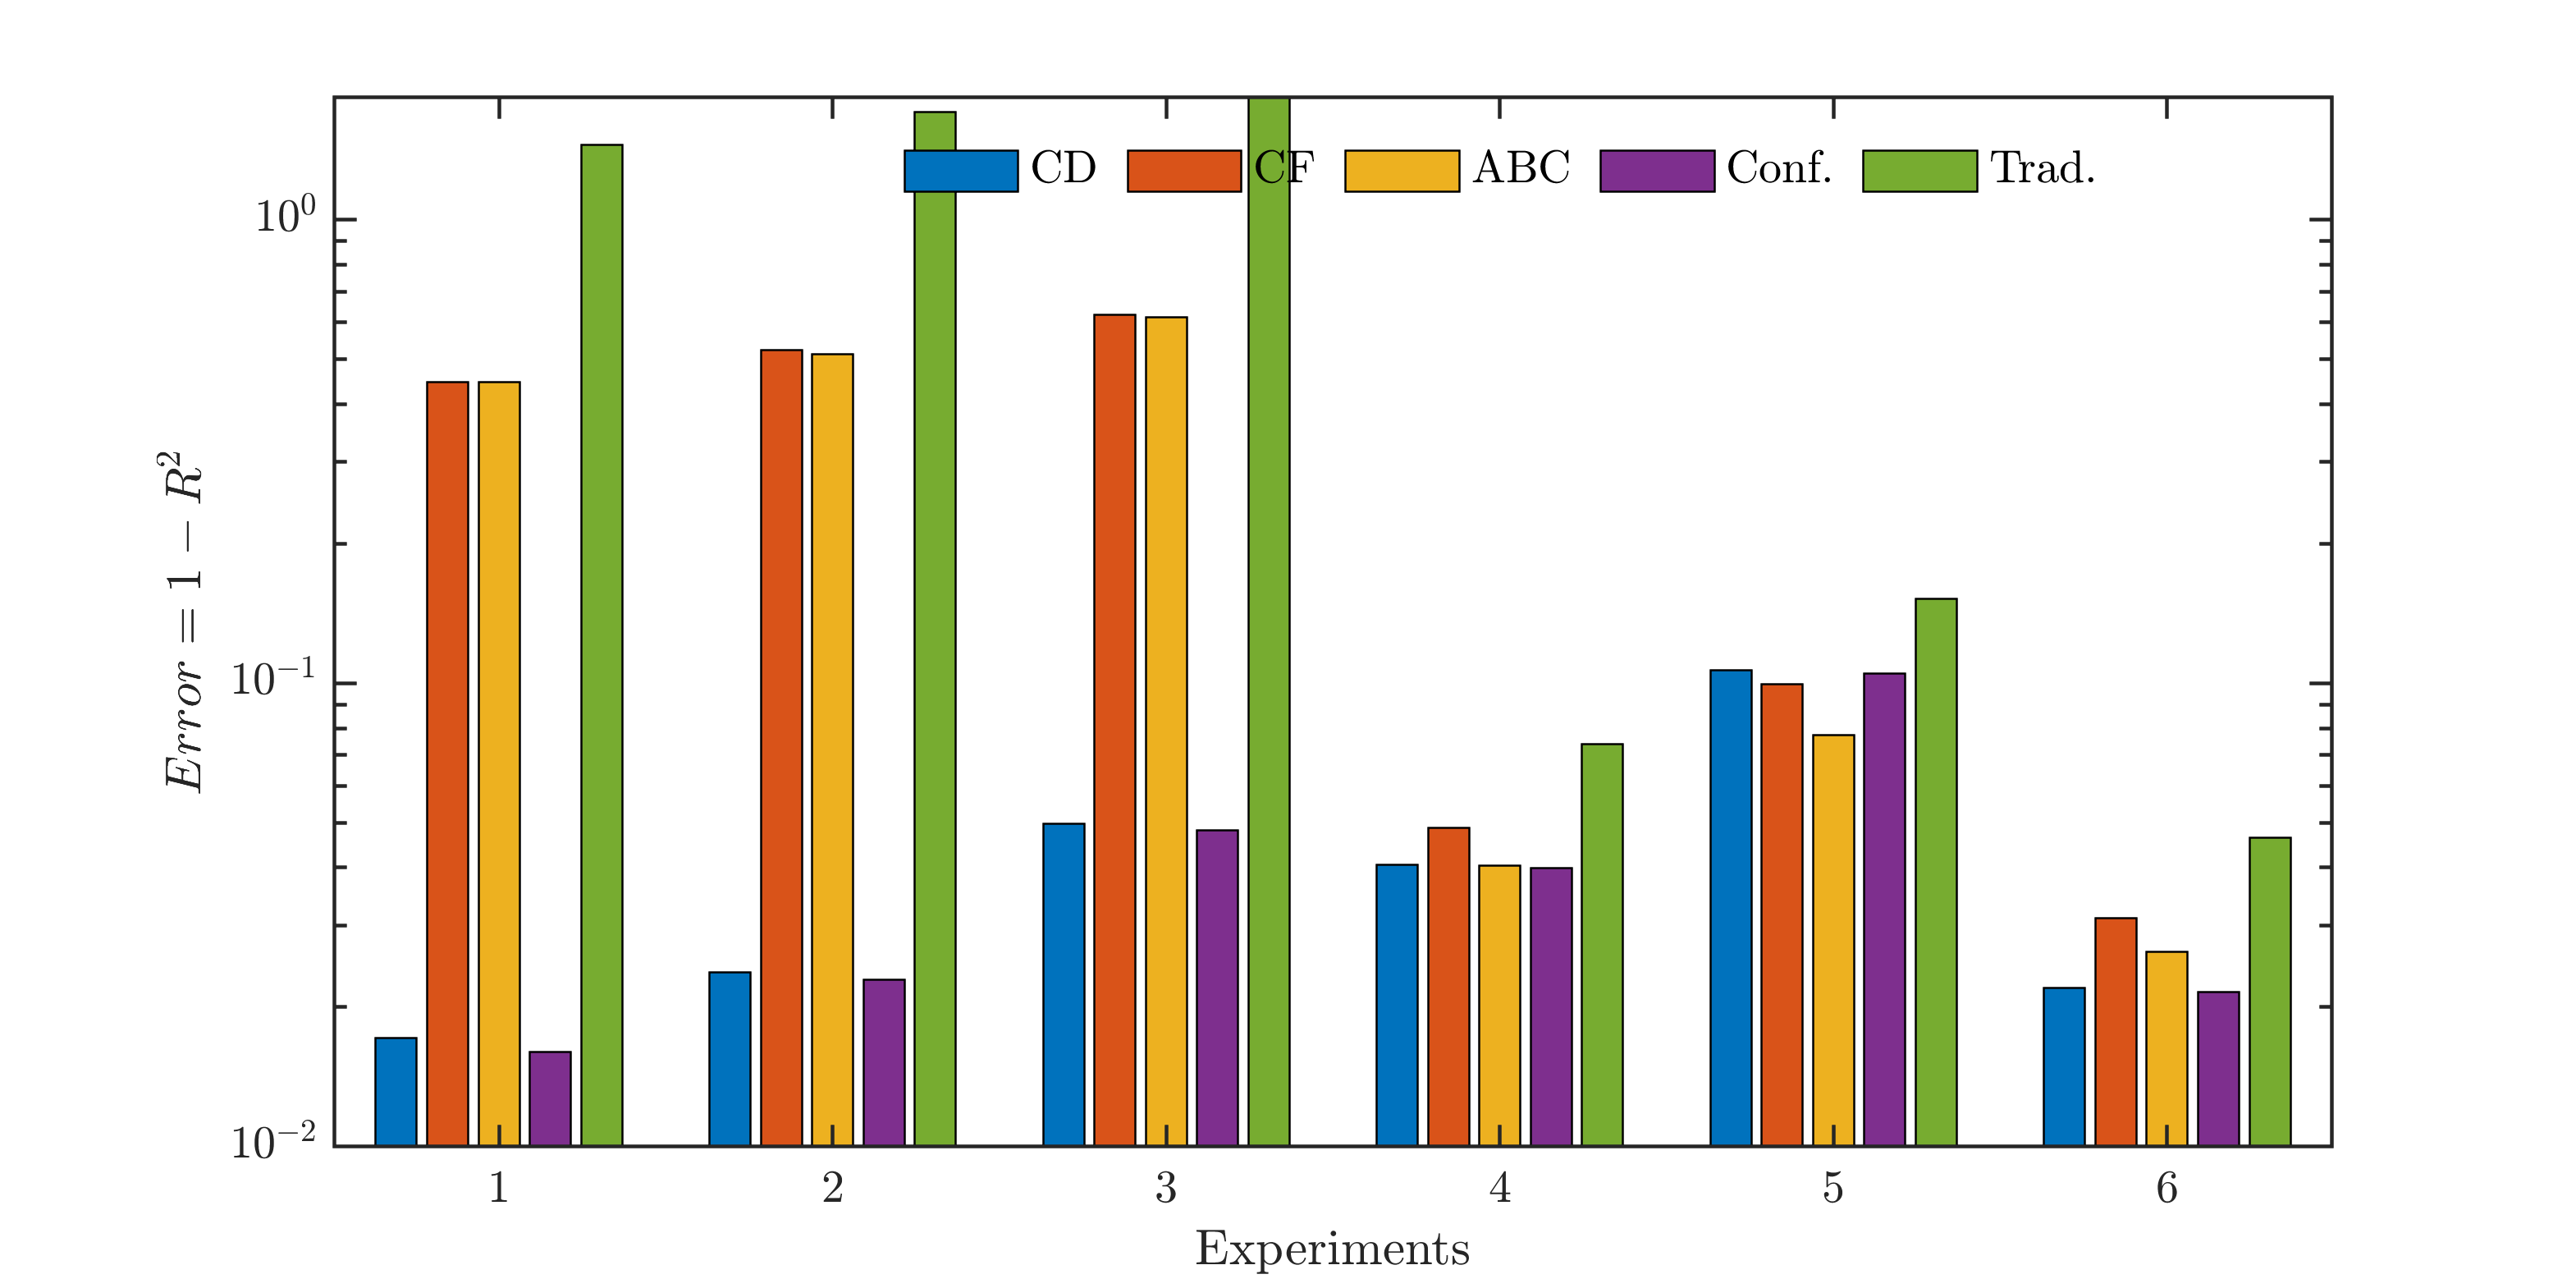 CD CF ABC Conf. Trad.
10^0
10^{-1}
10^{-2}
Error = 1 − R^2
1 2 3 4 5 6
Experiments